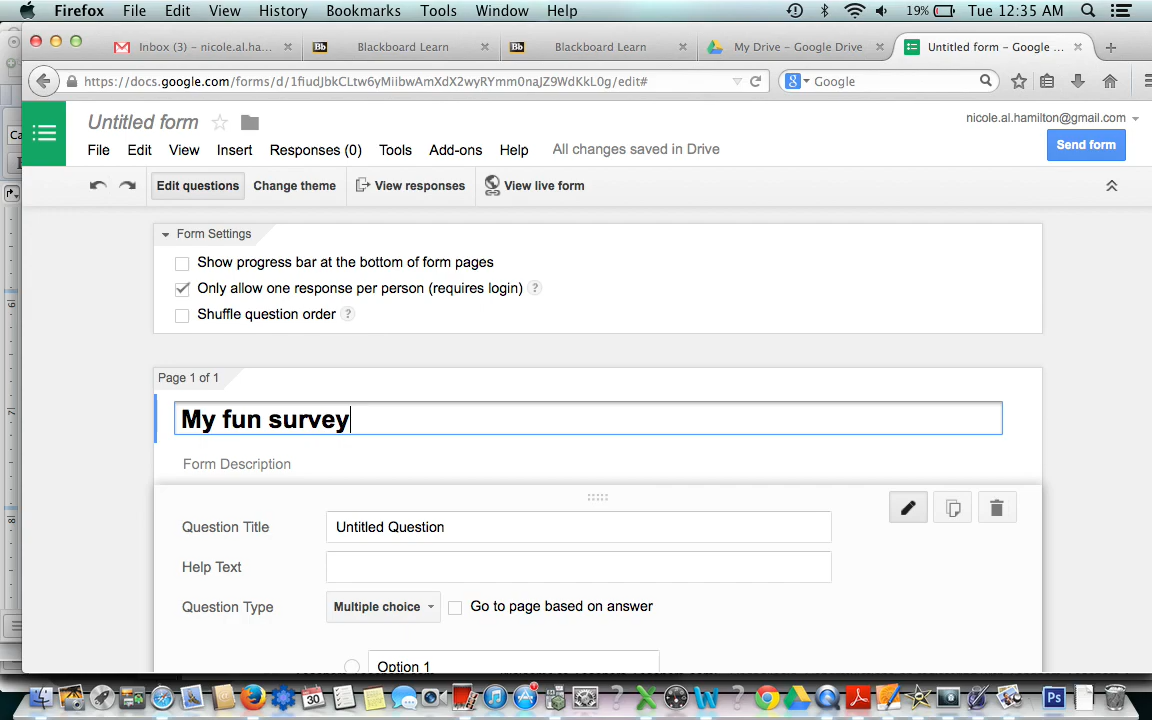 Firefox File Edit View History Bookmarks Tools Window Help 19% Tue 12:35 AM
Inbox (3) – nicole.al.ha... × Bb Blackboard Learn × Bb Blackboard Learn × My Drive – Google Drive × Untitled form – Google ... ×
https://docs.google.com/forms/d/1fiudJbkCLtw6yMiibwAmXdX2wyRYmm0naJZ9WdKkL0g/edit# Google
Untitled form nicole.al.hamilton@gmail.com
File Edit View Insert Responses (0) Tools Add-ons Help All changes saved in Drive Send form
Edit questions Change theme View responses View live form
Form Settings
Show progress bar at the bottom of form pages
Only allow one response per person (requires login) ?
Shuffle question order ?
Page 1 of 1
My fun survey
Form Description
Question Title Untitled Question
Help Text
Question Type Multiple choice Go to page based on answer
Option 1